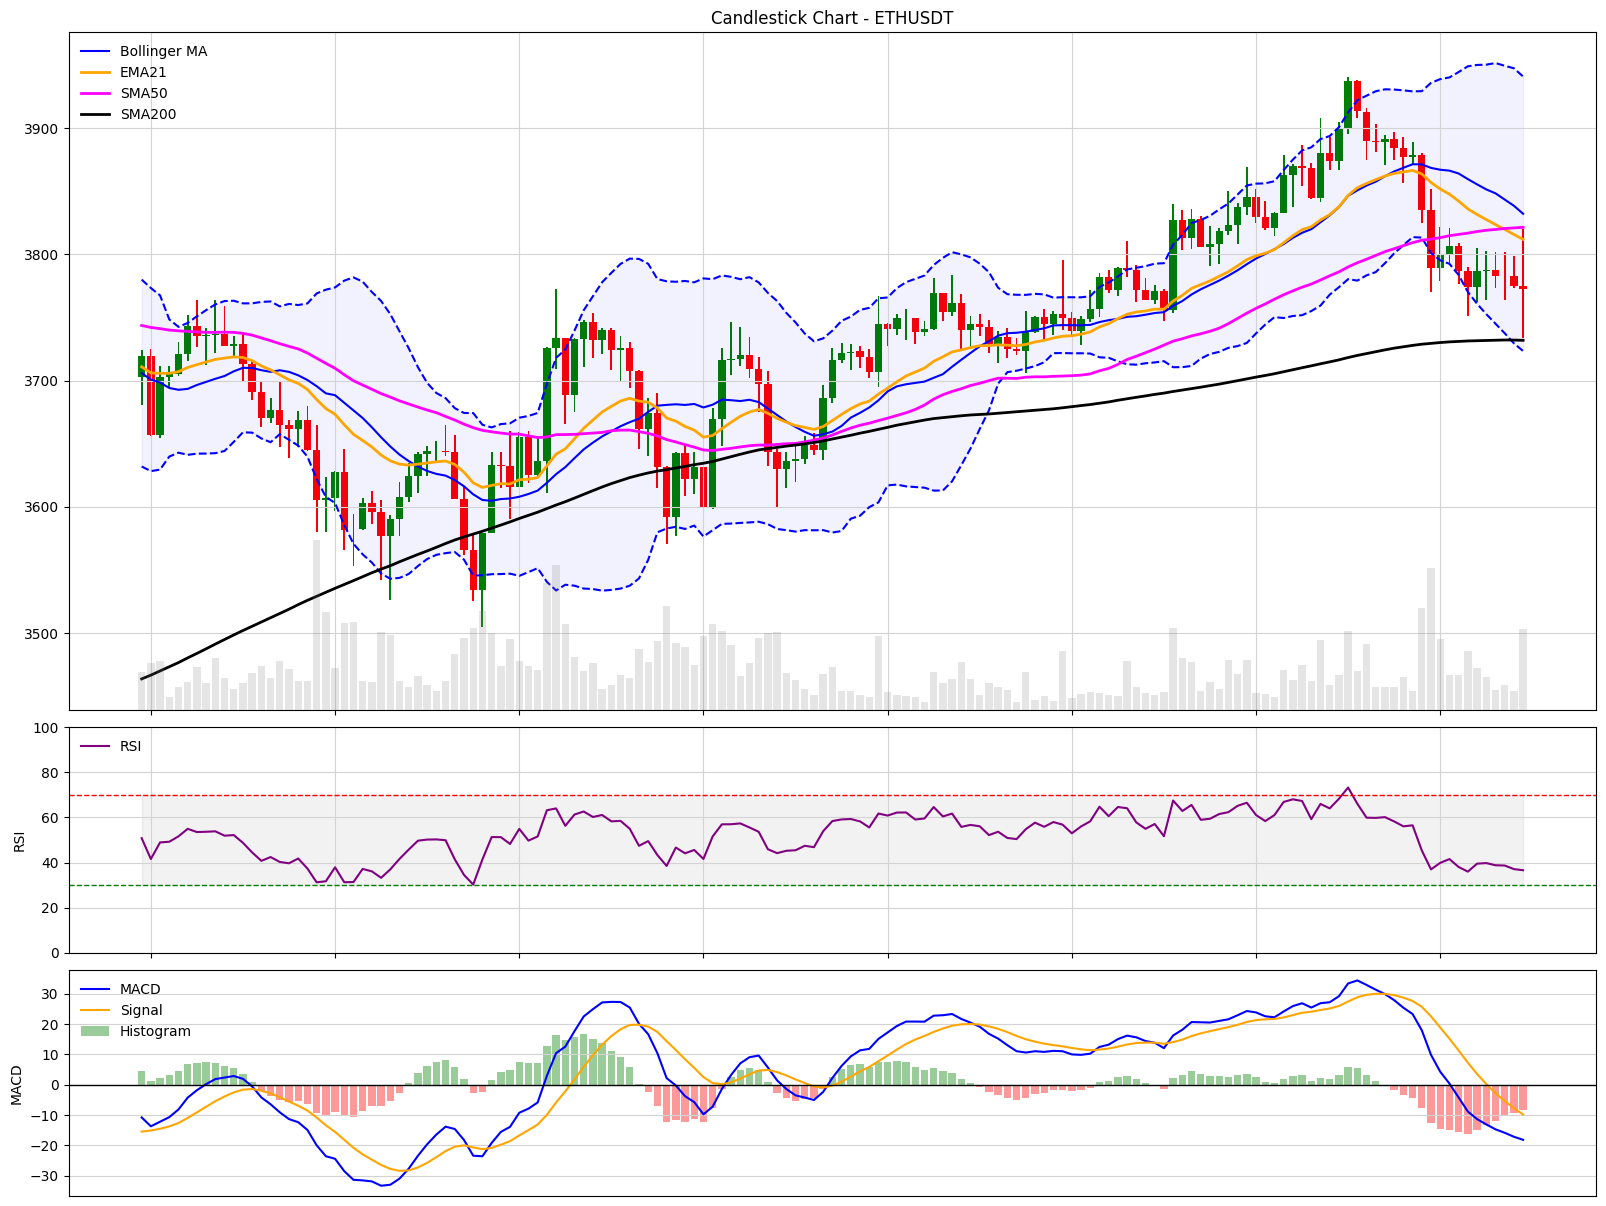 Candlestick Chart - ETHUSDT
Bollinger MA
EMA21
SMA50
SMA200
3900
3800
3700
3600
3500
RSI
100
80
60
40
20
0
RSI
MACD
Signal
Histogram
30
20
10
0
−10
−20
−30
MACD